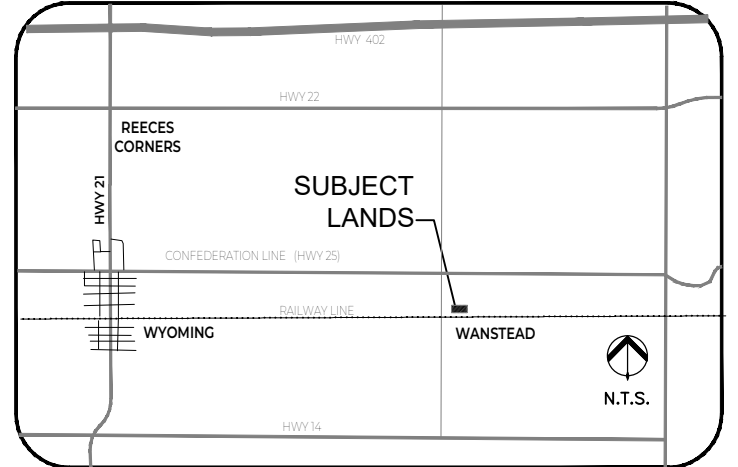 HWY 402
HWY 22
REECES
CORNERS
HWY 21
SUBJECT
LANDS
CONFEDERATION LINE (HWY 25)
RAILWAY LINE
WYOMING
WANSTEAD
N.T.S.
HWY 14